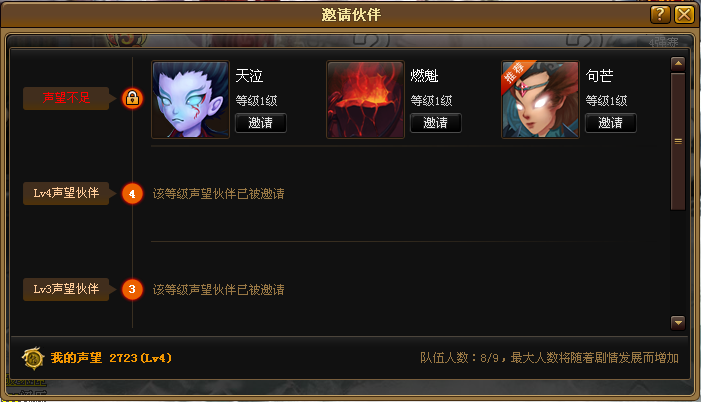 邀请伙伴
?
声望不足
天泣
等级1级
邀请
燃魁
等级1级
邀请
推荐
句芒
等级1级
邀请
Lv4声望伙伴
4
该等级声望伙伴已被邀请
Lv3声望伙伴
3
该等级声望伙伴已被邀请
我的声望 2723(Lv4)
队伍人数：8/9，最大人数将随着剧情发展而增加